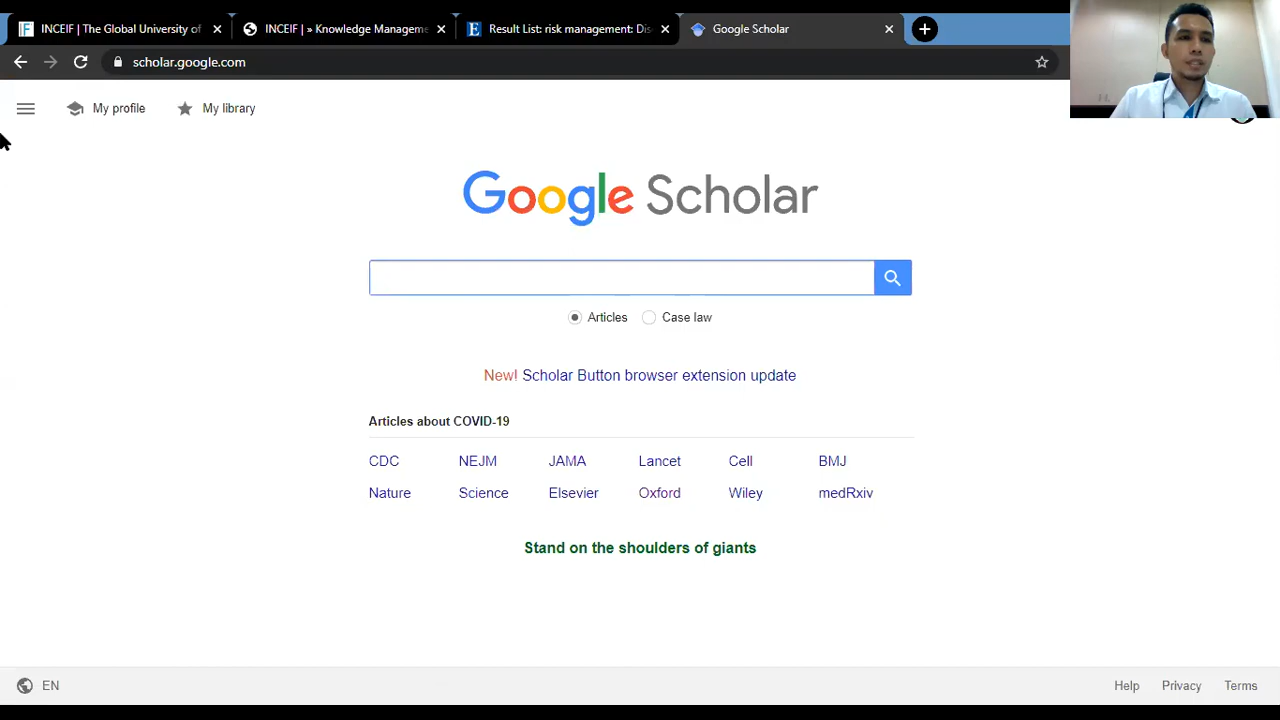 INCEIF | The Global University of
INCEIF | » Knowledge Manageme
Result List: risk management: Dis
Google Scholar
scholar.google.com
My profile
My library
Google Scholar
Articles
Case law
New! Scholar Button browser extension update
Articles about COVID-19
CDC NEJM JAMA Lancet Cell BMJ
Nature Science Elsevier Oxford Wiley medRxiv
Stand on the shoulders of giants
EN
Help Privacy Terms